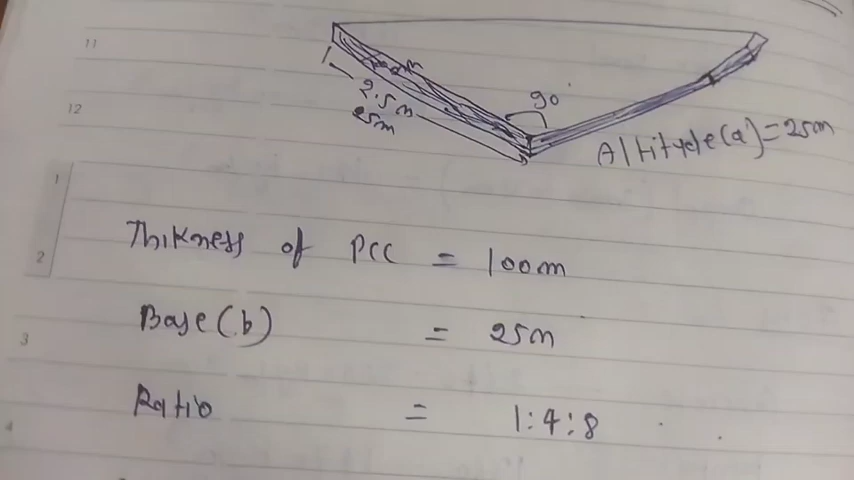 11
90°
2.5m
25m
12
Altityde(a)=25m
1
Thikness of PCC = 100m
2
Base(b) = 25m
3
Ratio = 1:4:8
4